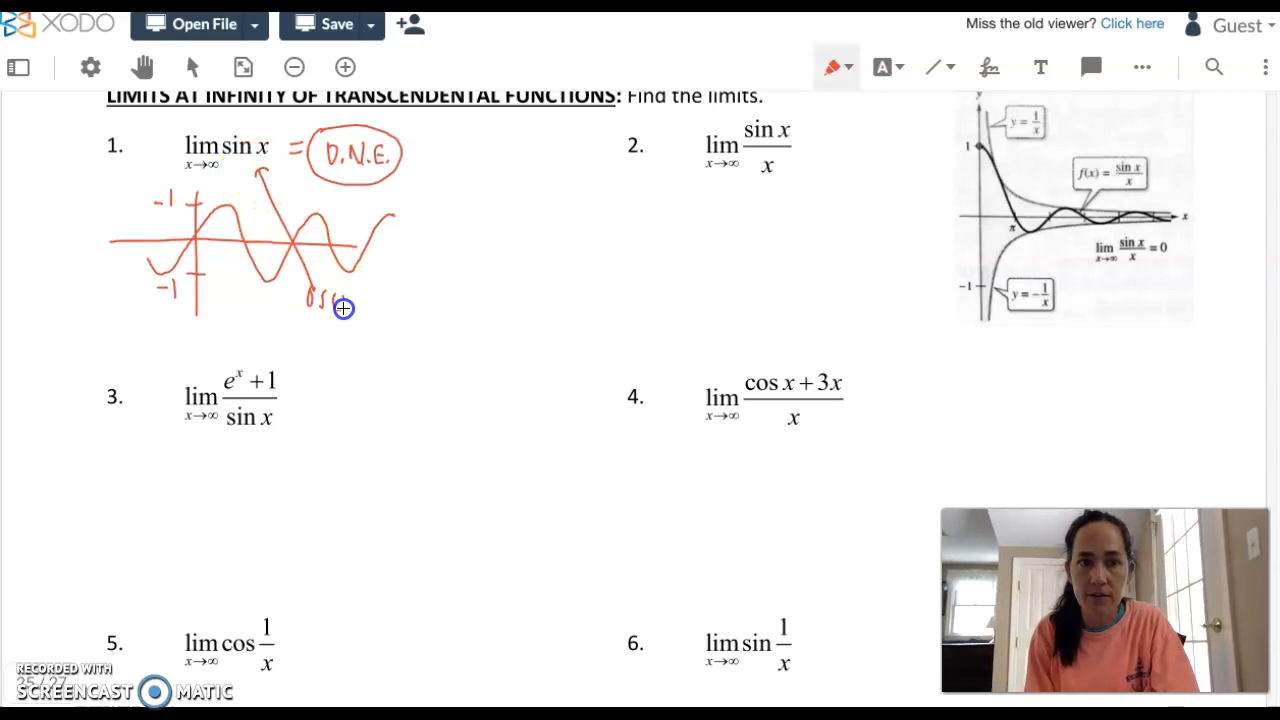 XODO Open File Save Miss the old viewer? Click here Guest
LIMITS AT INFINITY OF TRANSCENDENTAL FUNCTIONS: Find the limits.
1. lim x→∞ sin x = D.N.E.
-1
-1
osc
2. lim x→∞ sin x / x
y
y = 1/x
1
f(x) = sin x / x
x
π
lim x→∞ sin x / x = 0
-1
y = -1/x
3. lim x→∞ e^x + 1 / sin x
4. lim x→∞ cos x + 3x / x
5. lim x→∞ cos 1/x
6. lim x→∞ sin 1/x
RECORDED WITH
SCREENCAST MATIC